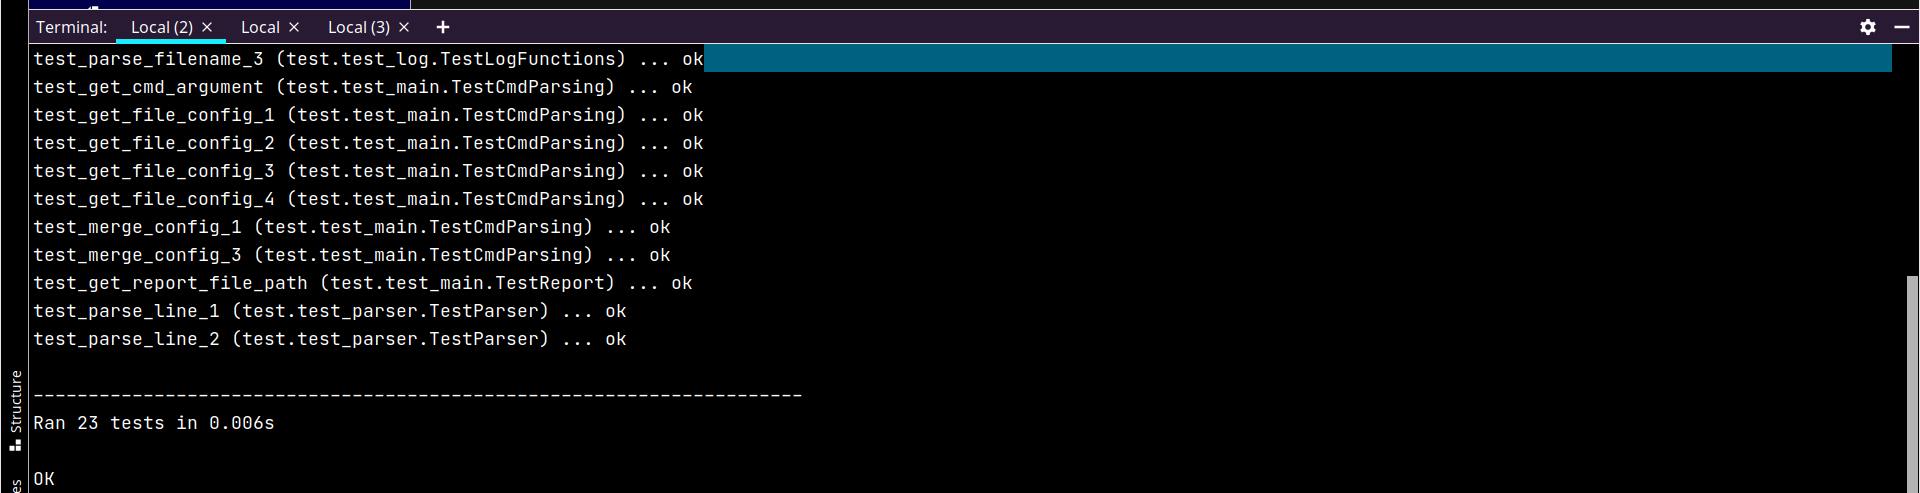 Terminal: Local (2) × Local × Local (3) × +
test_parse_filename_3 (test.test_log.TestLogFunctions) ... ok
test_get_cmd_argument (test.test_main.TestCmdParsing) ... ok
test_get_file_config_1 (test.test_main.TestCmdParsing) ... ok
test_get_file_config_2 (test.test_main.TestCmdParsing) ... ok
test_get_file_config_3 (test.test_main.TestCmdParsing) ... ok
test_get_file_config_4 (test.test_main.TestCmdParsing) ... ok
test_merge_config_1 (test.test_main.TestCmdParsing) ... ok
test_merge_config_3 (test.test_main.TestCmdParsing) ... ok
test_get_report_file_path (test.test_main.TestReport) ... ok
test_parse_line_1 (test.test_parser.TestParser) ... ok
test_parse_line_2 (test.test_parser.TestParser) ... ok
----------------------------------------------------------------------
Ran 23 tests in 0.006s
OK
Structure